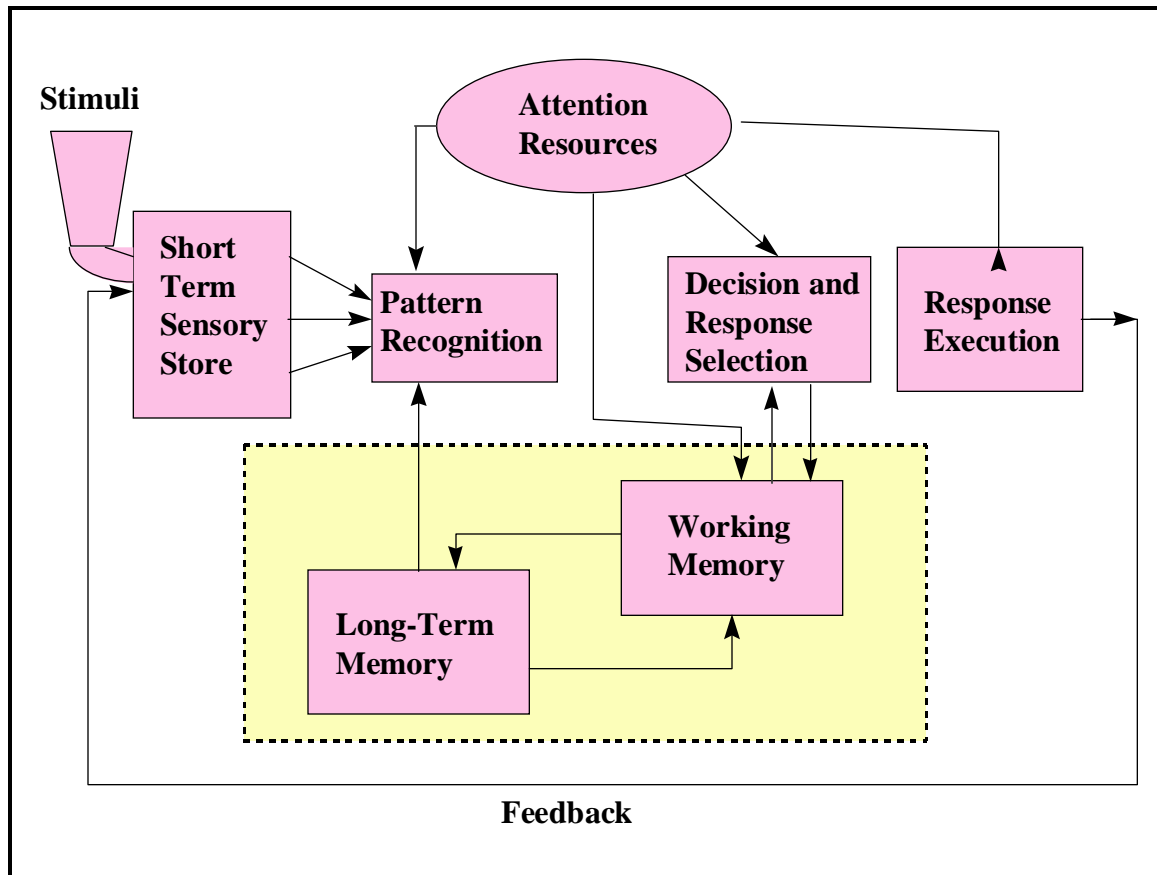 Stimuli
Attention
Resources
Short
Term
Sensory
Store
Pattern
Recognition
Decision and
Response
Selection
Response
Execution
Working
Memory
Long-Term
Memory
Feedback